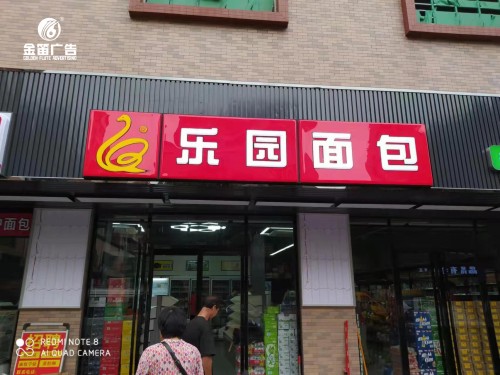 金笛广告
GOLDEN FLUTE ADVERTISING
乐园面包
面包
REDMI NOTE 8
AI QUAD CAMERA